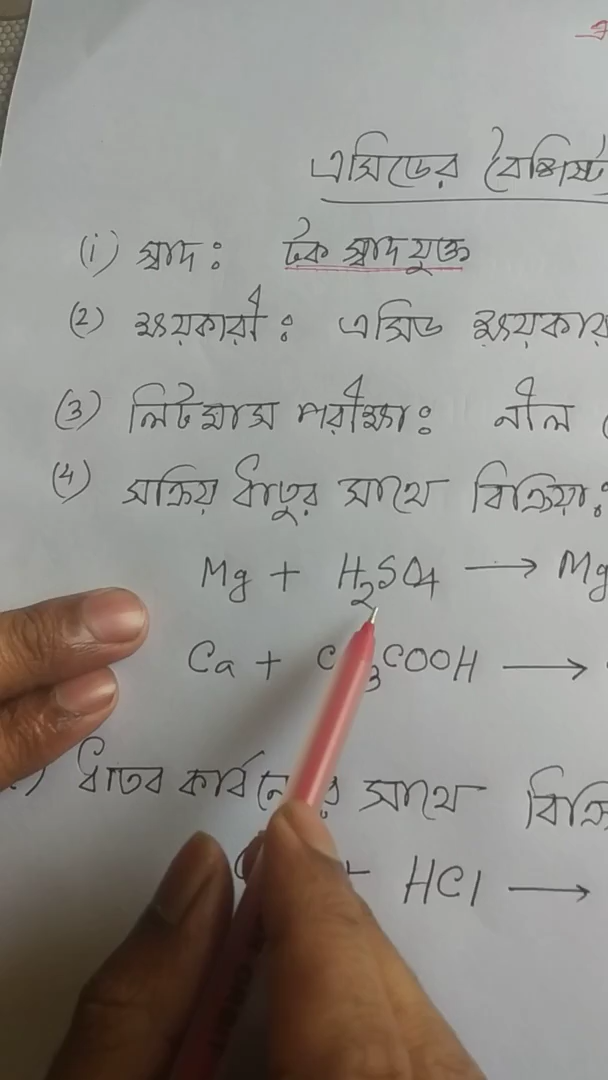 এসিডের বৈশিষ্ট
(i) স্বাদ : টক স্বাদযুক্ত
(2) ক্ষয়কারী : এসিড ক্ষয়কার
(3) লিটমাস পরীক্ষা : নীল
(4) সক্রিয় ধাতুর সাথে বিক্রিয়া :
Mg + H2SO4 → Mg
Ca + C 3COOH →
ধাতব কার্বনে র সাথে বিক্রি
+ HCl →